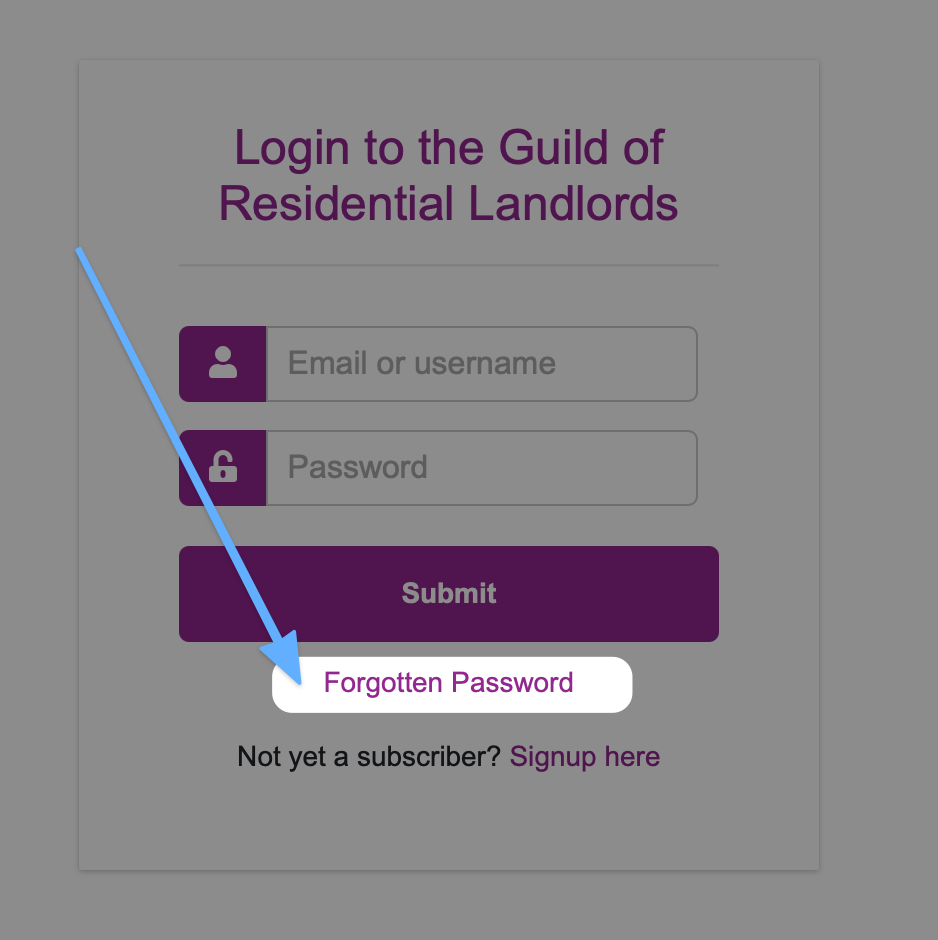 Login to the Guild of
Residential Landlords
Email or username
Password
Submit
Forgotten Password
Not yet a subscriber? Signup here